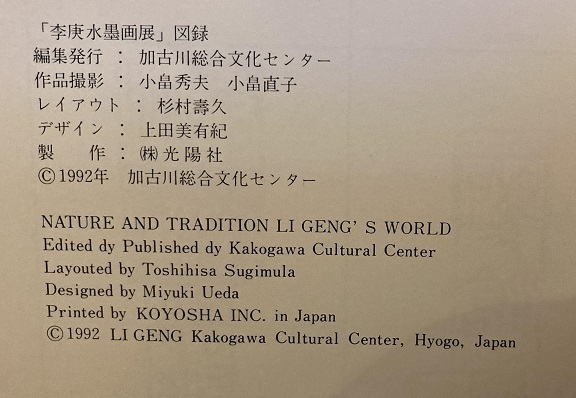 「李庚水墨画展」図録
編集発行 : 加古川総合文化センター
作品撮影 : 小畠秀夫 小畠直子
レイアウト : 杉村壽久
デザイン : 上田美有紀
製 作 : ㈱光陽社
©1992年 加古川総合文化センター
NATURE AND TRADITION LI GENG'S WORLD
Edited dy Published dy Kakogawa Cultural Center
Layouted by Toshihisa Sugimula
Designed by Miyuki Ueda
Printed by KOYOSHA INC. in Japan
©1992 LI GENG Kakogawa Cultural Center, Hyogo, Japan